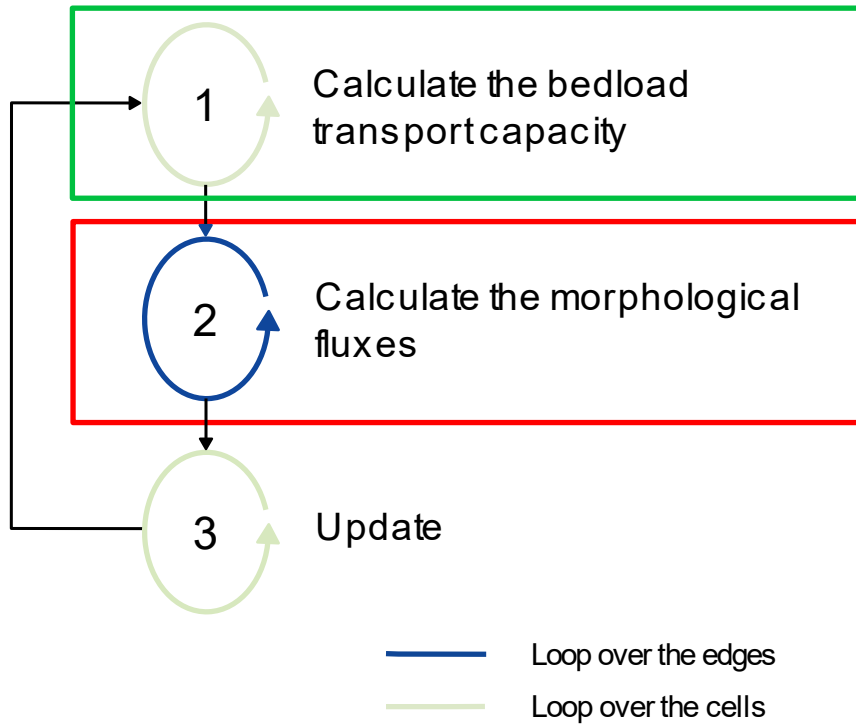 1
Calculate the bedload
transport capacity
2
Calculate the morphological
fluxes
3
Update
Loop over the edges
Loop over the cells